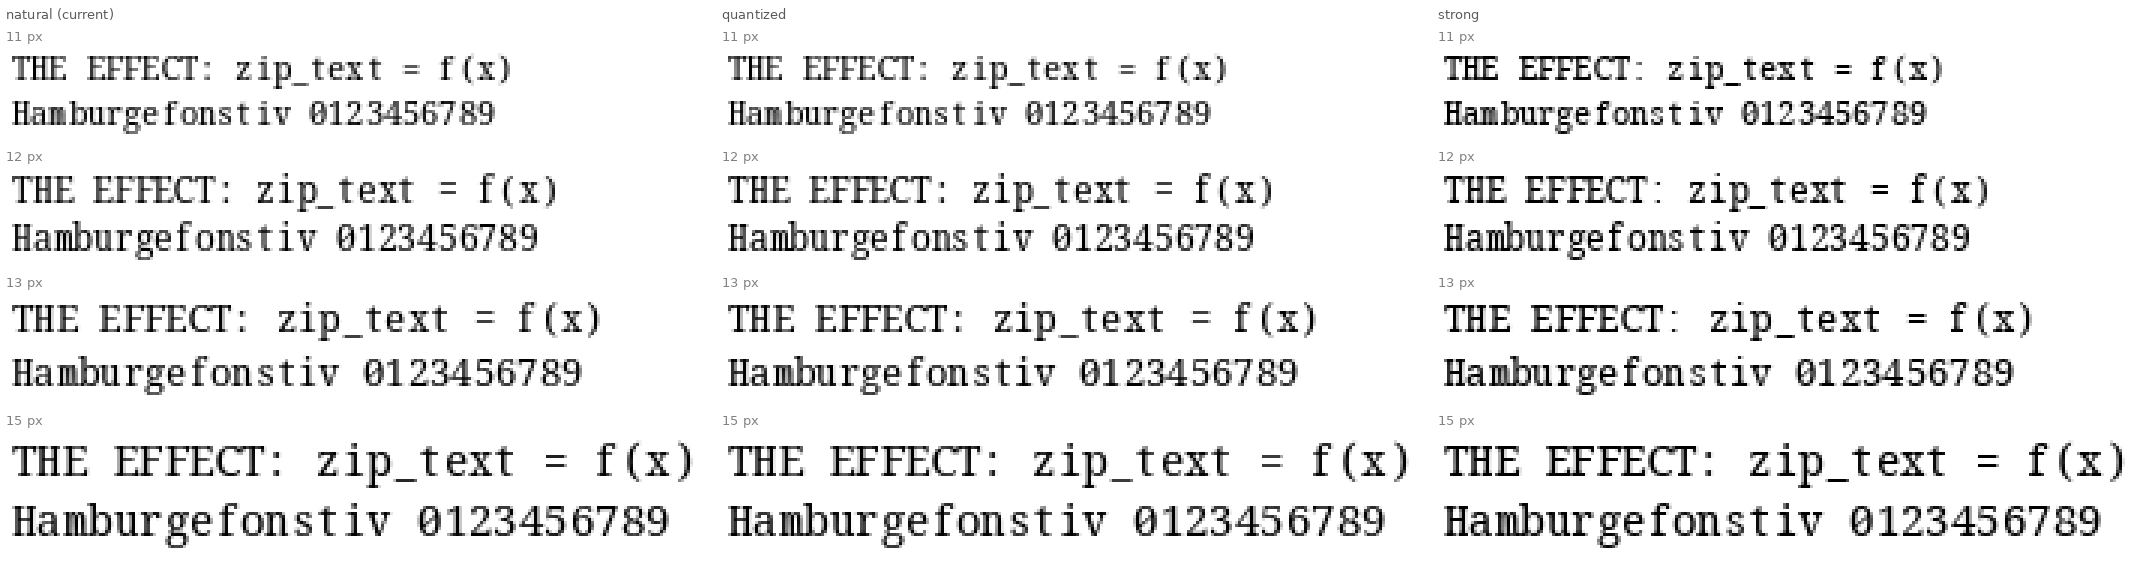 natural (current)
11 px
THE EFFECT: zip_text = f(x)
Hamburgefonstiv 0123456789
12 px
THE EFFECT: zip_text = f(x)
Hamburgefonstiv 0123456789
13 px
THE EFFECT: zip_text = f(x)
Hamburgefonstiv 0123456789
15 px
THE EFFECT: zip_text = f(x)
Hamburgefonstiv 0123456789
quantized
11 px
THE EFFECT: zip_text = f(x)
Hamburgefonstiv 0123456789
12 px
THE EFFECT: zip_text = f(x)
Hamburgefonstiv 0123456789
13 px
THE EFFECT: zip_text = f(x)
Hamburgefonstiv 0123456789
15 px
THE EFFECT: zip_text = f(x)
Hamburgefonstiv 0123456789
strong
11 px
THE EFFECT: zip_text = f(x)
Hamburgefonstiv 0123456789
12 px
THE EFFECT: zip_text = f(x)
Hamburgefonstiv 0123456789
13 px
THE EFFECT: zip_text = f(x)
Hamburgefonstiv 0123456789
15 px
THE EFFECT: zip_text = f(x)
Hamburgefonstiv 0123456789